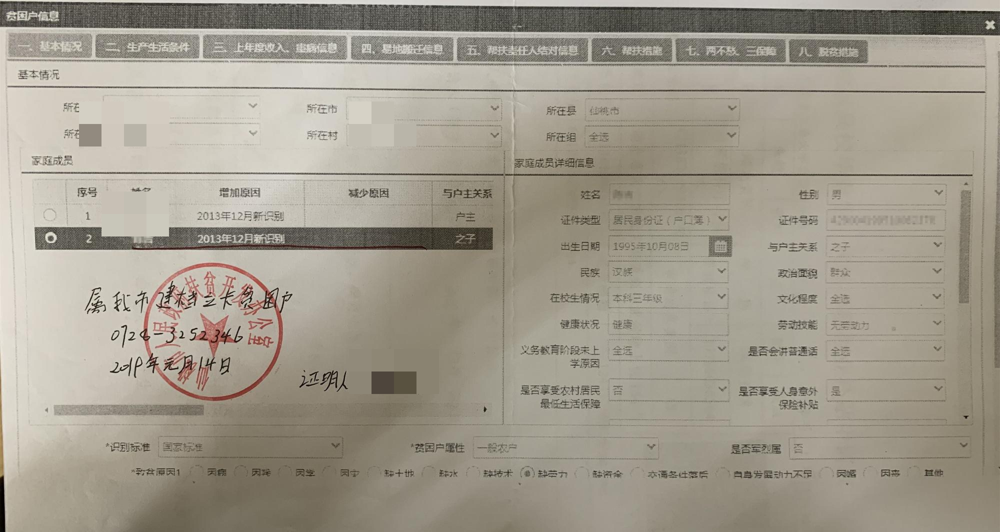 贫困户信息
一、基本情况 二、生产生活条件 三、上年度收入、患病信息 四、易地搬迁信息 五、帮扶责任人结对信息 六、帮扶措施 七、两不愁、三保障 八、脱贫措施
基本情况
所在 所在市 所在县 仙桃市
所在 所在村 所在组 全选
家庭成员
序号 姓名 增加原因 减少原因 与户主关系
1 2013年12月新识别 户主
2 2013年12月新识别 之子
属我市建档立卡贫困户
0728-3252346
2019年元月14日
证明人
仙桃市人民政府扶贫开发办公室
家庭成员详细信息
姓名 性别 男
证件类型 居民身份证（户口簿） 证件号码
出生日期 1995年10月08日 与户主关系 之子
民族 汉族 政治面貌 群众
在校生情况 本科三年级 文化程度 全选
健康状况 健康 劳动技能 无劳动力
义务教育阶段未上 全选 是否会讲普通话 全选
学原因
是否享受农村居民 否 是否享受人身意外 是
最低生活保障 保险补贴
*识别标准 国家标准 *贫困户属性 一般农户 是否军烈属 否
*致贫原因1 因病 因残 因学 因灾 缺土地 缺水 缺技术 缺劳力 缺资金 交通条件落后 自身发展动力不足 因婚 因丧 其他